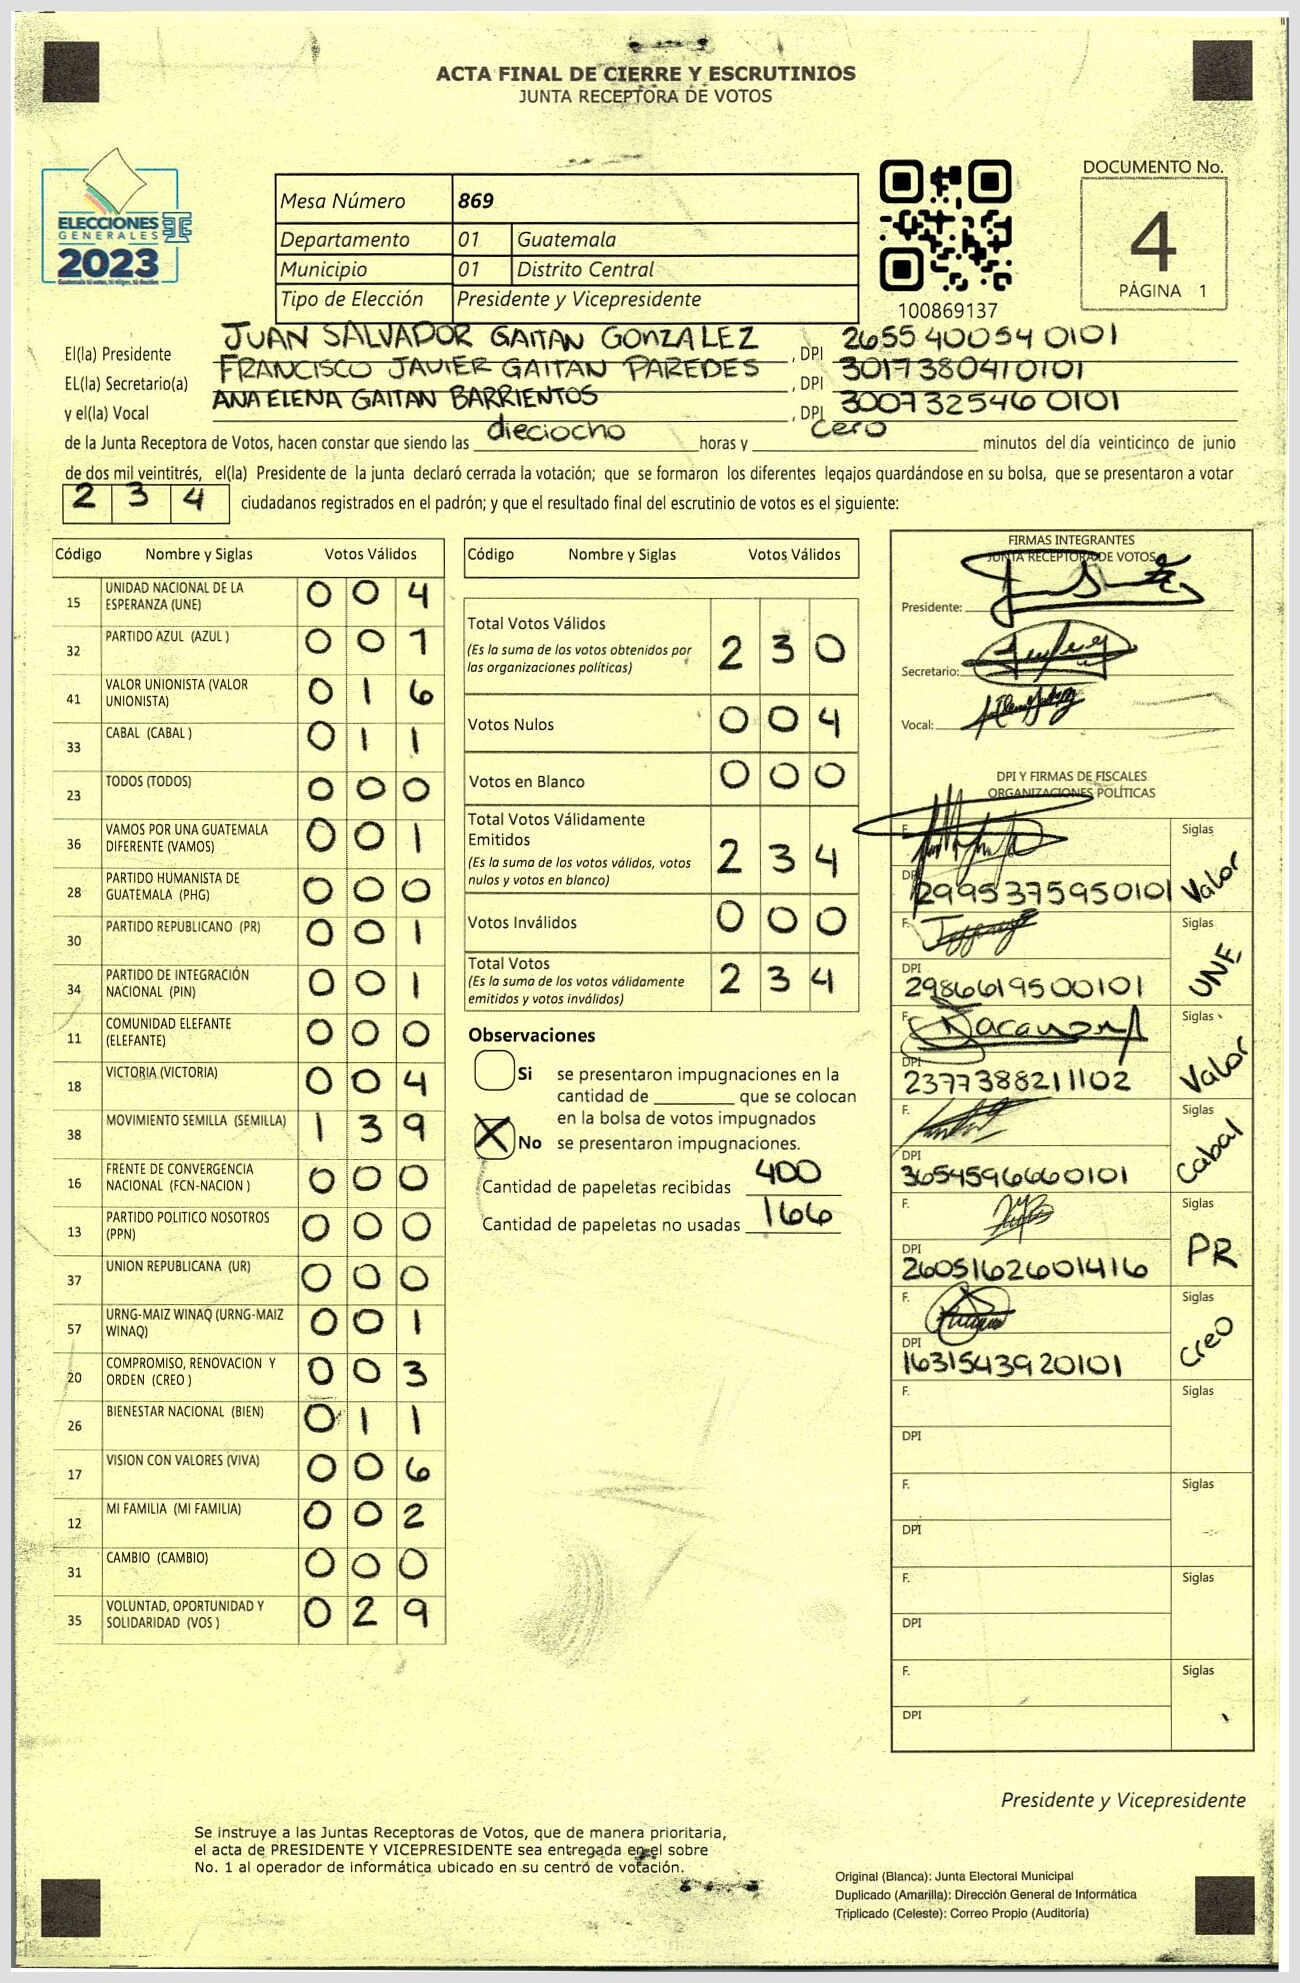 ACTA FINAL DE CIERRE Y ESCRUTINIOS
JUNTA RECEPTORA DE VOTOS
ELECCIONES
GENERALES
2023
Mesa Número 869
Departamento 01 Guatemala
Municipio 01 Distrito Central
Tipo de Elección Presidente y Vicepresidente
100869137
DOCUMENTO No.
4
PÁGINA 1
El(la) Presidente JUAN SALVADOR GAITAN GONZALEZ , DPI 2655 40054 0101
EL(la) Secretario(a) FRANCISCO JAVIER GAITAN PAREDES , DPI 3017380410101
y el(la) Vocal ANA ELENA GAITAN BARRIENTOS , DPI 3007325460101
de la Junta Receptora de Votos, hacen constar que siendo las dieciocho horas y cero minutos del día veinticinco de junio
de dos mil veintitrés, el(la) Presidente de la junta declaró cerrada la votación; que se formaron los diferentes legajos quardándose en su bolsa, que se presentaron a votar
2 3 4 ciudadanos registrados en el padrón; y que el resultado final del escrutinio de votos es el siguiente:
Código Nombre y Siglas Votos Válidos
15 UNIDAD NACIONAL DE LA ESPERANZA (UNE) 0 0 4
32 PARTIDO AZUL (AZUL ) 0 0 1
41 VALOR UNIONISTA (VALOR UNIONISTA) 0 1 6
33 CABAL (CABAL ) 0 1 1
23 TODOS (TODOS) 0 0 0
36 VAMOS POR UNA GUATEMALA DIFERENTE (VAMOS) 0 0 1
28 PARTIDO HUMANISTA DE GUATEMALA (PHG) 0 0 0
30 PARTIDO REPUBLICANO (PR) 0 0 1
34 PARTIDO DE INTEGRACIÓN NACIONAL (PIN) 0 0 1
11 COMUNIDAD ELEFANTE (ELEFANTE) 0 0 0
18 VICTORIA (VICTORIA) 0 0 4
38 MOVIMIENTO SEMILLA (SEMILLA) 1 3 9
16 FRENTE DE CONVERGENCIA NACIONAL (FCN-NACION ) 0 0 0
13 PARTIDO POLITICO NOSOTROS (PPN) 0 0 0
37 UNION REPUBLICANA (UR) 0 0 0
57 URNG-MAIZ WINAQ (URNG-MAIZ WINAQ) 0 0 1
20 COMPROMISO, RENOVACION Y ORDEN (CREO ) 0 0 3
26 BIENESTAR NACIONAL (BIEN) 0 1 1
17 VISION CON VALORES (VIVA) 0 0 6
12 MI FAMILIA (MI FAMILIA) 0 0 2
31 CAMBIO (CAMBIO) 0 0 0
35 VOLUNTAD, OPORTUNIDAD Y SOLIDARIDAD (VOS ) 0 2 9
Código Nombre y Siglas Votos Válidos
Total Votos Válidos 2 3 0
(Es la suma de los votos obtenidos por
las organizaciones políticas)
Votos Nulos 0 0 4
Votos en Blanco 0 0 0
Total Votos Válidamente
Emitidos 2 3 4
(Es la suma de los votos válidos, votos
nulos y votos en blanco)
Votos Inválidos 0 0 0
Total Votos 2 3 4
(Es la suma de los votos válidamente
emitidos y votos inválidos)
Observaciones
Si se presentaron impugnaciones en la
cantidad de ________ que se colocan
en la bolsa de votos impugnados
X No se presentaron impugnaciones.
Cantidad de papeletas recibidas 400
Cantidad de papeletas no usadas 166
FIRMAS INTEGRANTES
JUNTA RECEPTORA DE VOTOS
Presidente:
Secretario:
Vocal:
DPI Y FIRMAS DE FISCALES
ORGANIZACIONES POLÍTICAS
F. Siglas Valor
DPI 2995375950101
F. Siglas UNE
DPI 2986619500101
F. Siglas Valor
DPI 2377388211102
F. Siglas Cabal
DPI 3654596660101
F. Siglas PR
DPI 2605162601416
F. Siglas Creo
DPI 1631543920101
F. Siglas
DPI
F. Siglas
DPI
F. Siglas
DPI
F. Siglas
DPI
Presidente y Vicepresidente
Se instruye a las Juntas Receptoras de Votos, que de manera prioritaria,
el acta de PRESIDENTE Y VICEPRESIDENTE sea entregada en el sobre
No. 1 al operador de informática ubicado en su centro de votación.
Original (Blanca): Junta Electoral Municipal
Duplicado (Amarilla): Dirección General de Informática
Triplicado (Celeste): Correo Propio (Auditoría)